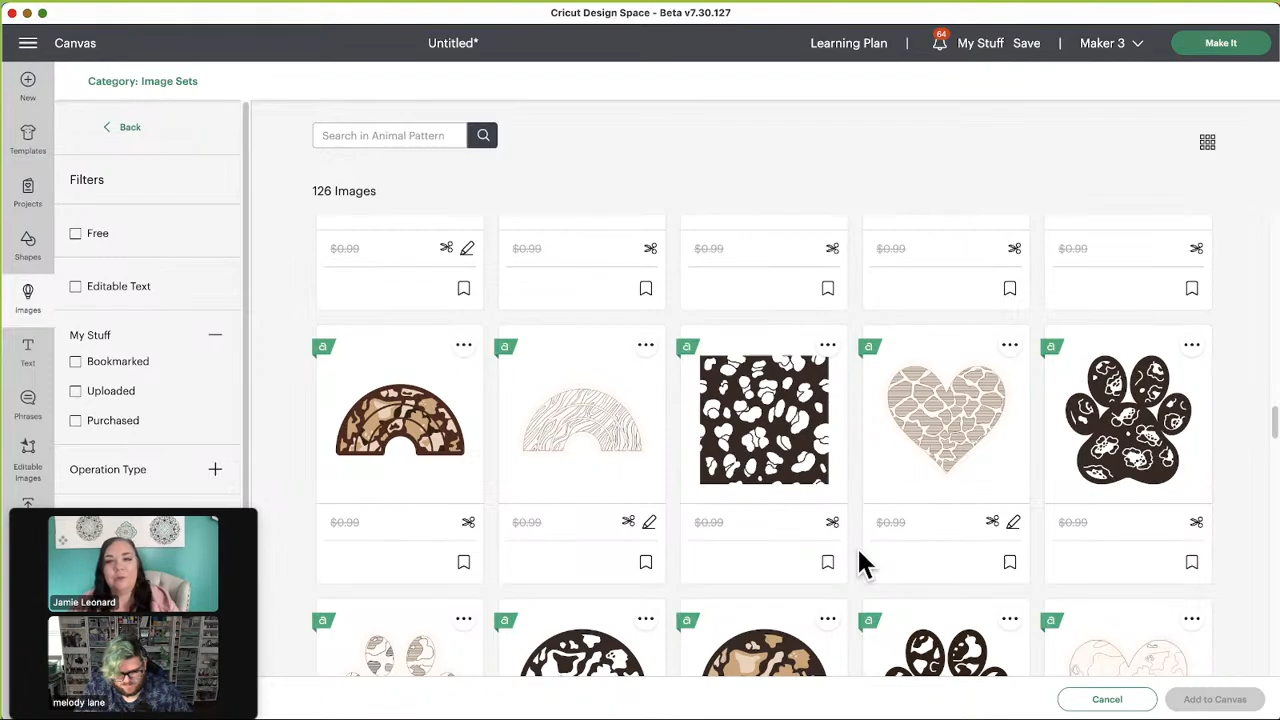 Cricut Design Space - Beta v7.30.127
Canvas
Untitled*
Learning Plan
64
My Stuff
Save
Maker 3
Make It
Category: Image Sets
New
Templates
Projects
Shapes
Images
Text
Phrases
Editable
Images
Back
Filters
Free
Editable Text
My Stuff
Bookmarked
Uploaded
Purchased
Operation Type
Search in Animal Pattern
126 Images
$0.99 $0.99 $0.99 $0.99 $0.99
a a a a a
$0.99 $0.99 $0.99 $0.99 $0.99
a a a a a
Jamie Leonard
melody lane
Cancel
Add to Canvas